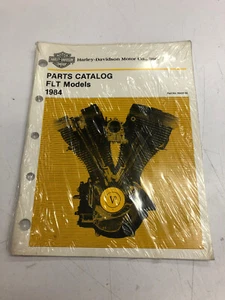 Harley-Davidson Motor Co., Inc.
PARTS CATALOG
FLT Models
1984